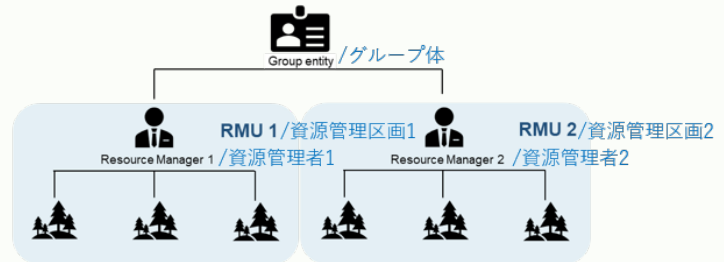 Group entity /グループ体
RMU 1/資源管理区画1
RMU 2/資源管理区画2
Resource Manager 1 /資源管理者1
Resource Manager 2 /資源管理者2